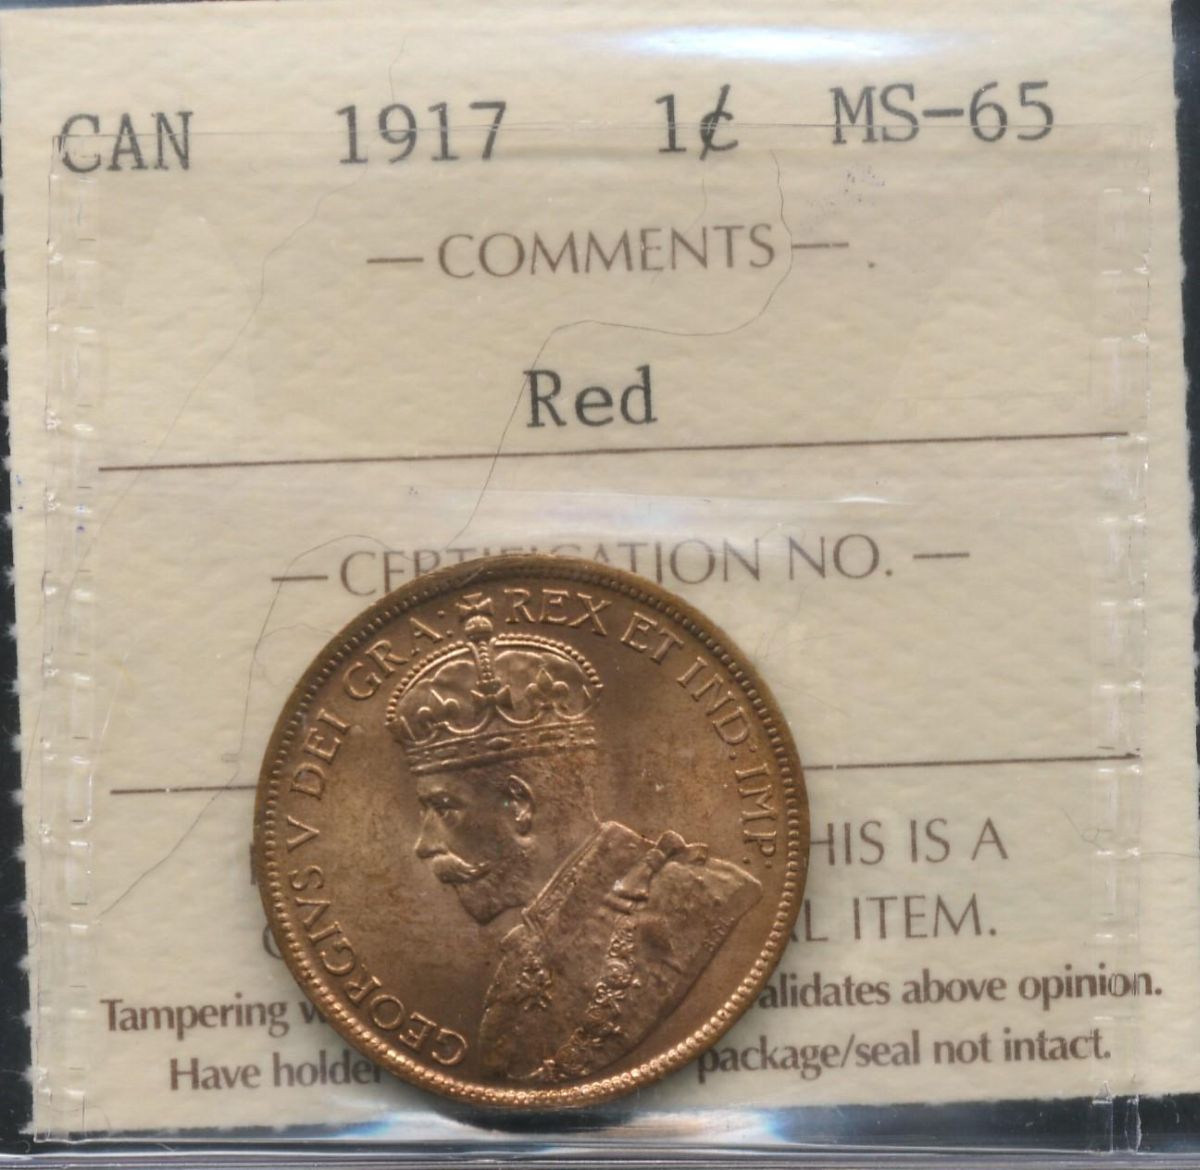 CAN 1917 1¢ MS-65
— COMMENTS —
Red
— CERTIFICATION NO. —
GEORGIVS V DEI GRA: REX ET IND: IMP:
HIS IS A
ITEM.
Tampering alidates above opinion.
Have holder package/seal not intact.